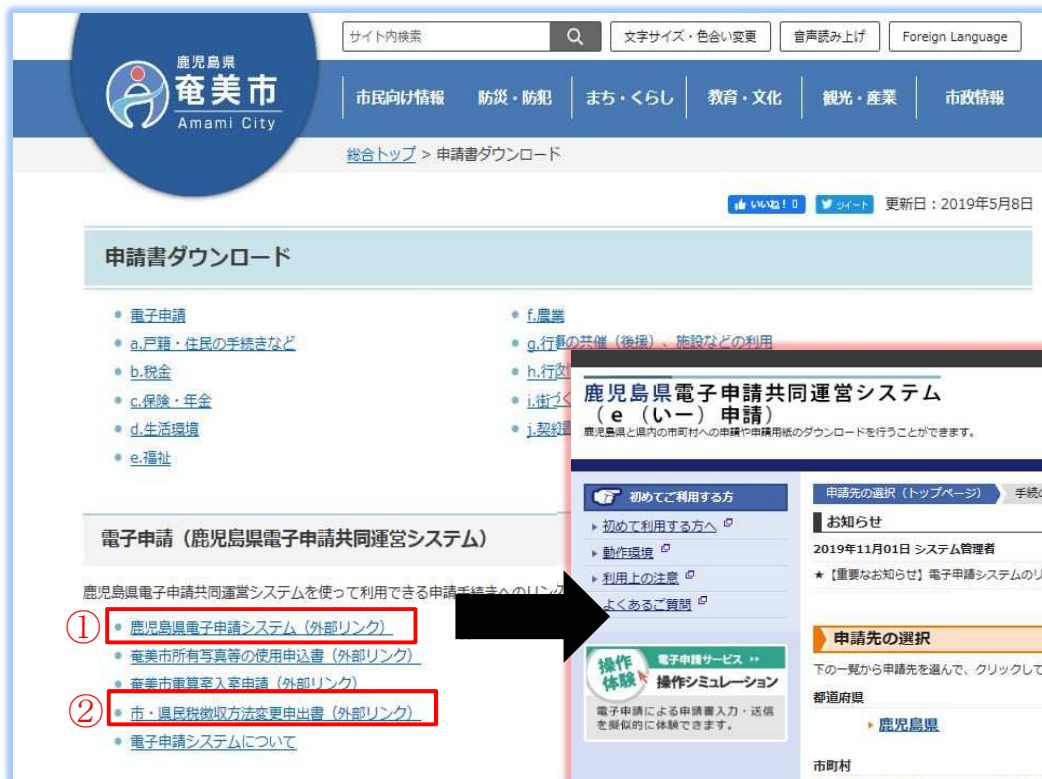 サイト内検索
文字サイズ・色合い変更
音声読み上げ
Foreign Language
鹿児島県
奄美市
Amami City
市民向け情報
防災・防犯
まち・くらし
教育・文化
観光・産業
市政情報
総合トップ > 申請書ダウンロード
いいね！0
ツイート
更新日：2019年5月8日
申請書ダウンロード
電子申請
a.戸籍・住民の手続きなど
b.税金
c.保険・年金
d.生活環境
e.福祉
f.農業
g.行事の共催（後援）、施設などの利用
h.行政
i.街づく
j.契約
電子申請（鹿児島県電子申請共同運営システム）
鹿児島県電子申請共同運営システムを使って利用できる申請手続きへのリンク
① 鹿児島県電子申請システム（外部リンク）
奄美市所有写真等の使用申込書（外部リンク）
奄美市電算室入室申請（外部リンク）
② 市・県民税徴収方法変更申出書（外部リンク）
電子申請システムについて
鹿児島県電子申請共同運営システム
（ｅ（いー）申請）
鹿児島県と県内の市町村への申請や申請用紙のダウンロードを行うことができます。
初めてご利用する方
初めて利用する方へ
動作環境
利用上の注意
よくあるご質問
操作体験
電子申請サービス
操作シミュレーション
電子申請による申請書入力・送信
を擬似的に体験できます。
申請先の選択（トップページ）
手続
お知らせ
2019年11月01日 システム管理者
★【重要なお知らせ】電子申請システムのリ
申請先の選択
下の一覧から申請先を選んで、クリックして
都道府県
鹿児島県
市町村